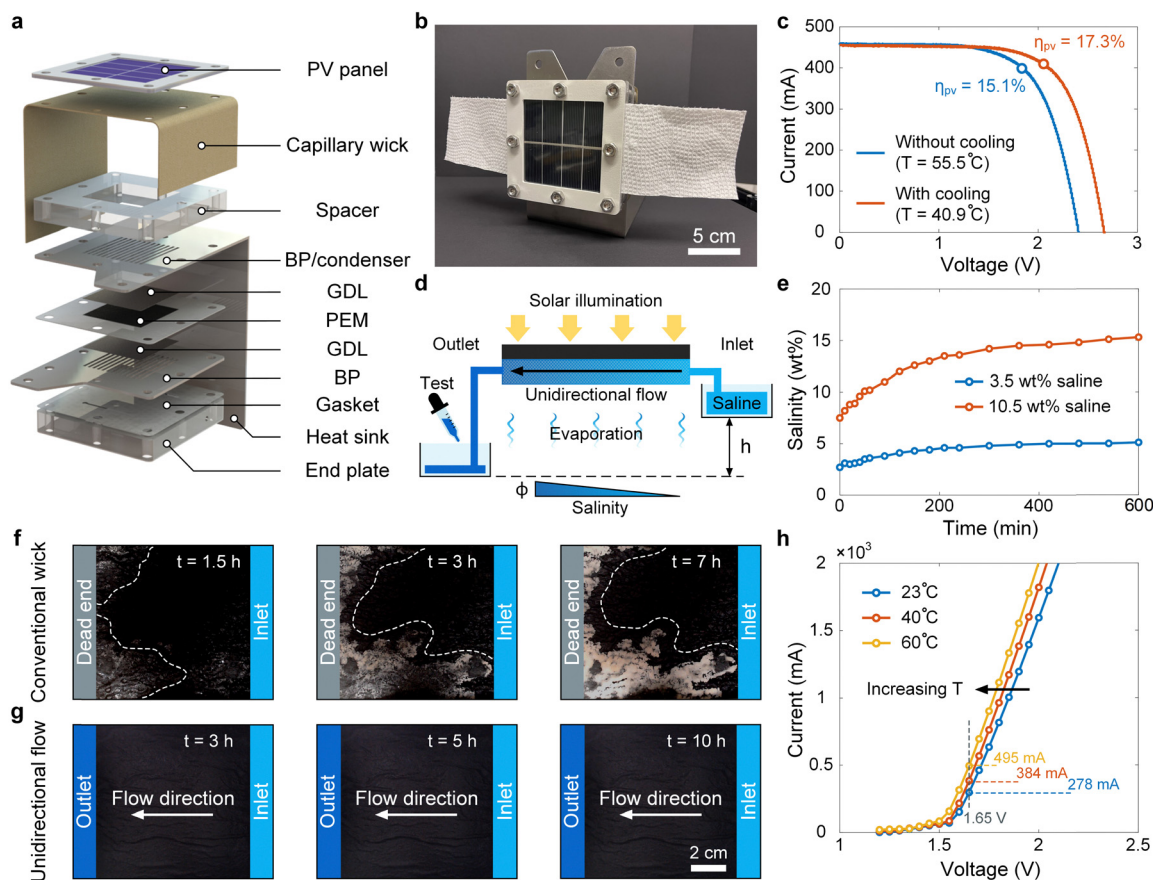 a
PV panel
Capillary wick
Spacer
BP/condenser
GDL
PEM
GDL
BP
Gasket
Heat sink
End plate
b
5 cm
c
500
400
300
200
100
0
0
1
2
3
Current (mA)
Voltage (V)
ηpv = 17.3%
ηpv = 15.1%
Without cooling
(T = 55.5°C)
With cooling
(T = 40.9°C)
d
Solar illumination
Outlet
Inlet
Test
Unidirectional flow
Saline
Evaporation
h
ϕ
Salinity
e
20
15
10
5
0
0
200
400
600
Salinity (wt%)
Time (min)
3.5 wt% saline
10.5 wt% saline
f
Conventional wick
Dead end
t = 1.5 h
Inlet
Dead end
t = 3 h
Inlet
Dead end
t = 7 h
Inlet
g
Unidirectional flow
Outlet
t = 3 h
Flow direction
Inlet
Outlet
t = 5 h
Flow direction
Inlet
Outlet
t = 10 h
Flow direction
2 cm
Inlet
h
×10³
2
1.5
1
0.5
0
1
1.5
2
2.5
Current (mA)
Voltage (V)
23°C
40°C
60°C
Increasing T
495 mA
384 mA
278 mA
1.65 V